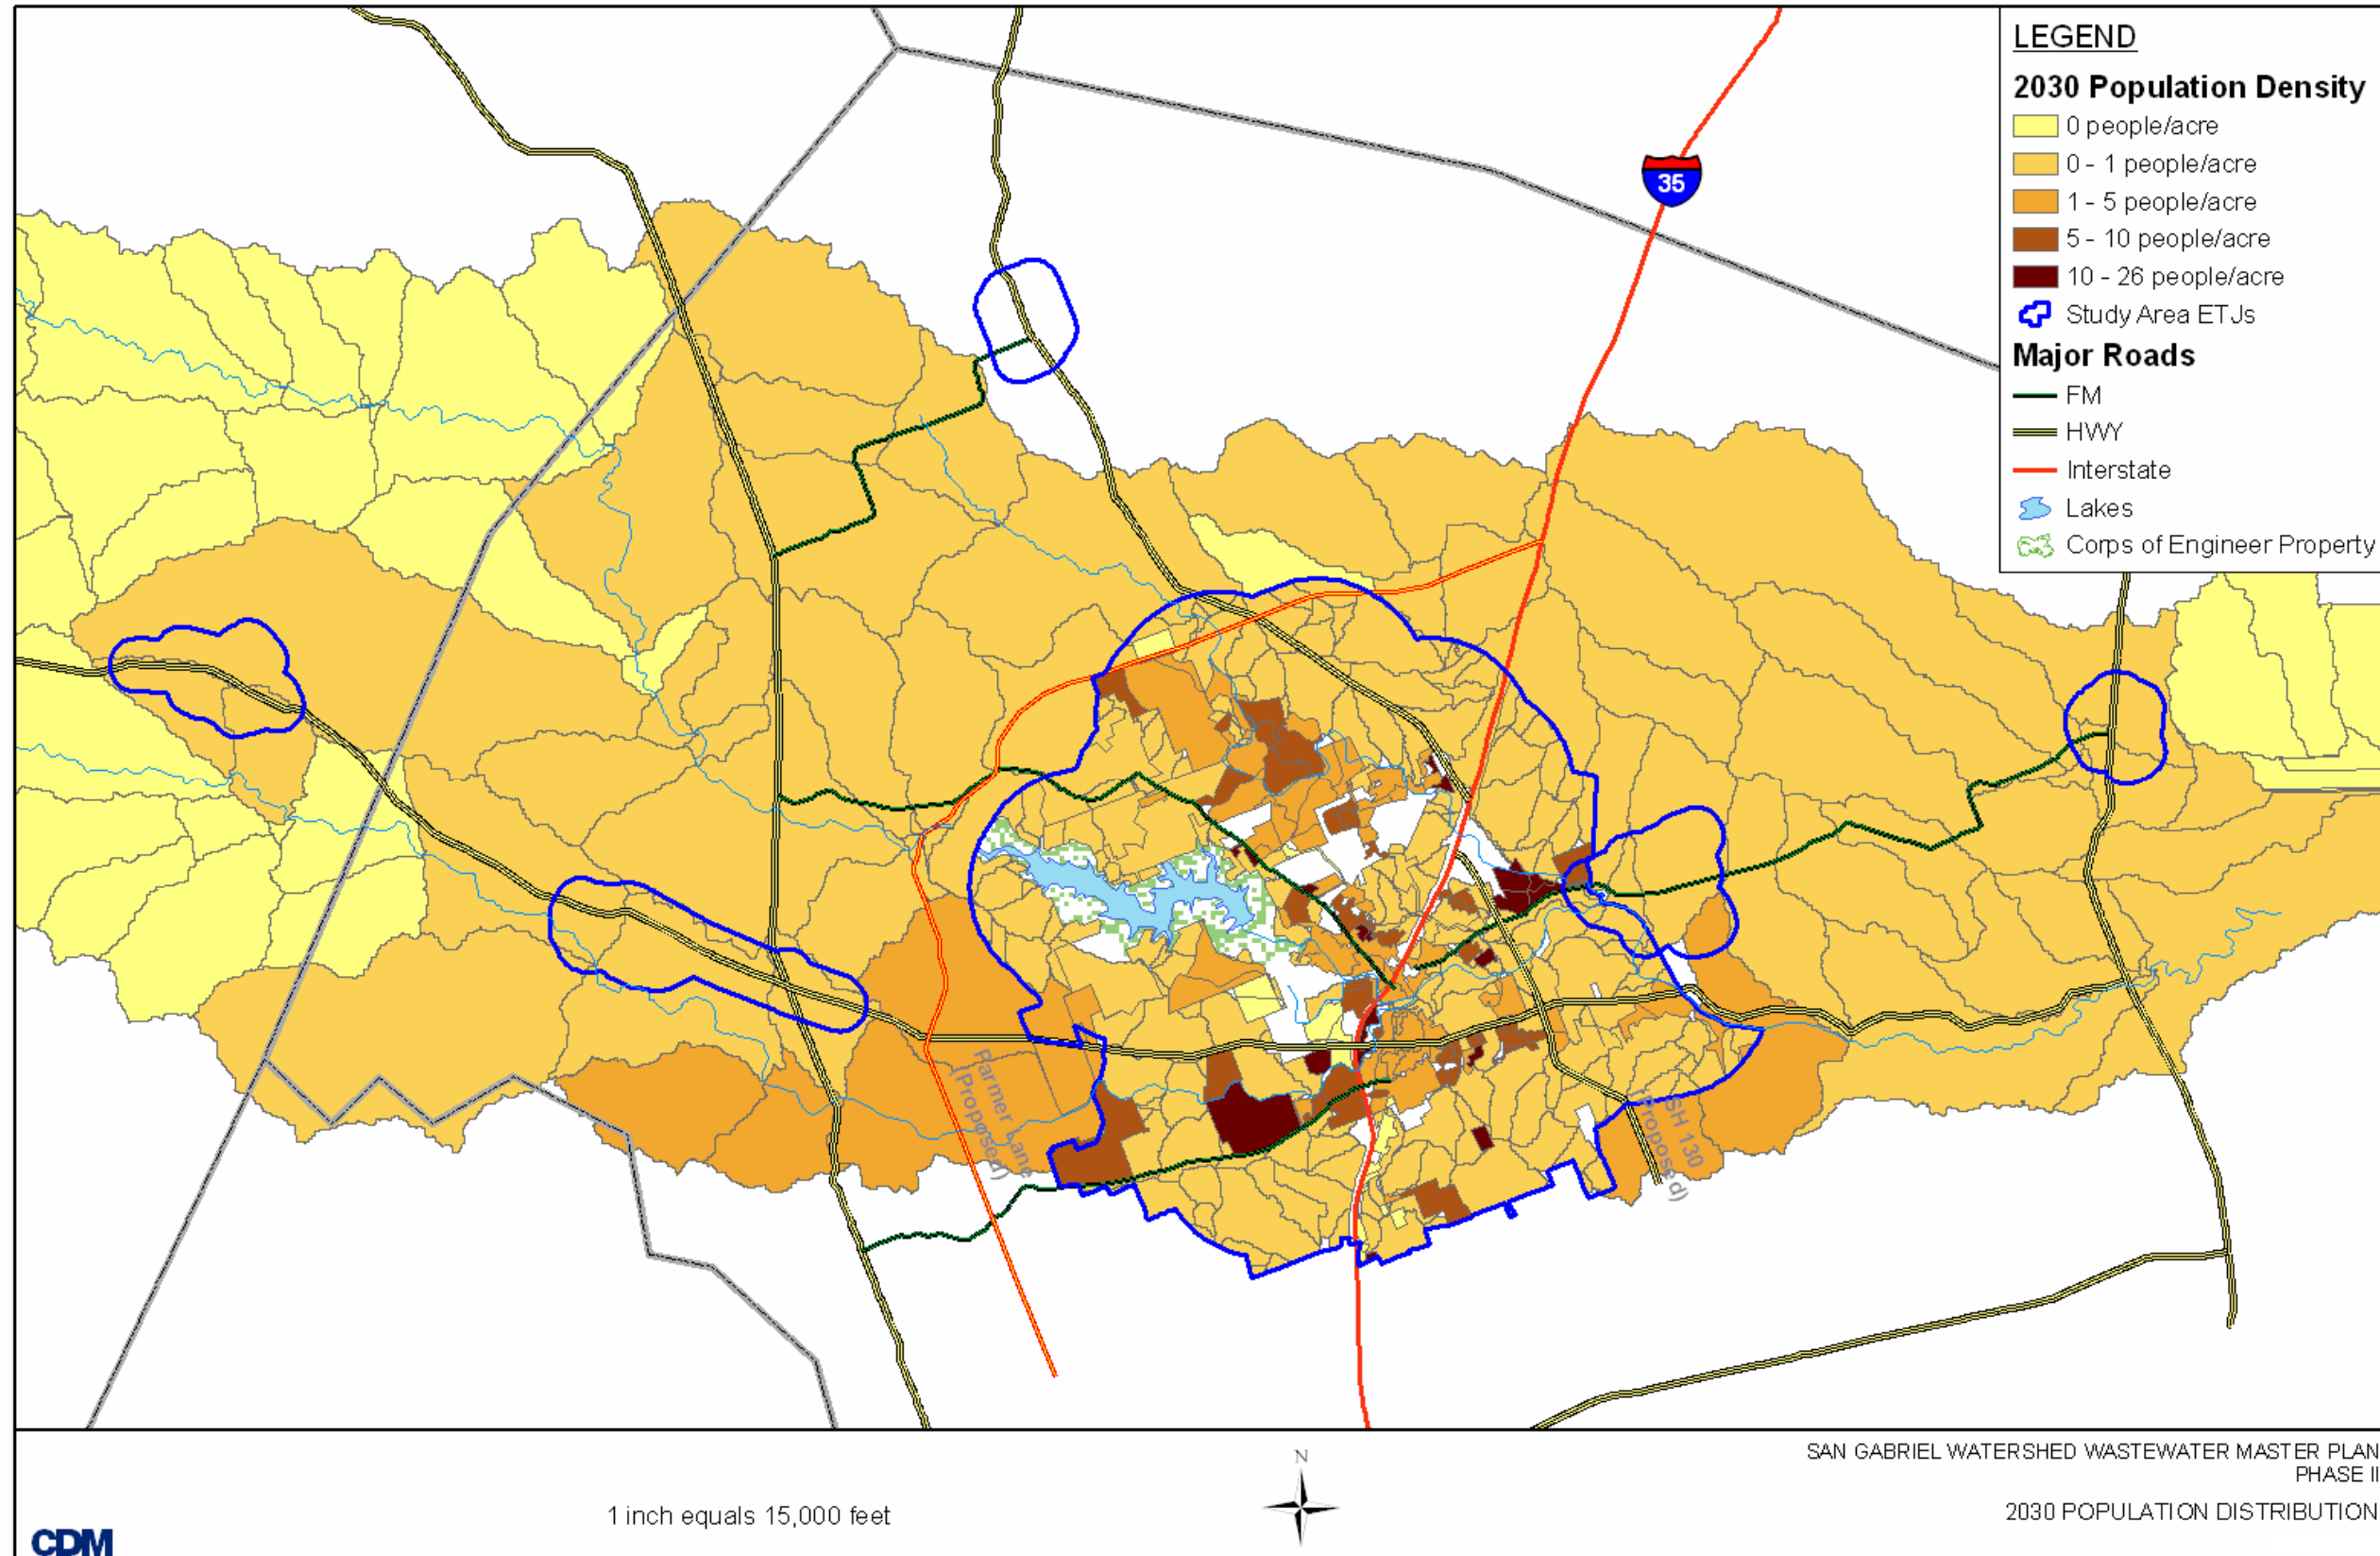 LEGEND
2030 Population Density
0 people/acre
0 - 1 people/acre
1 - 5 people/acre
5 - 10 people/acre
10 - 26 people/acre
Study Area ETJs
Major Roads
FM
HWY
Interstate
Lakes
Corps of Engineer Property
35
Parmer Lane
(Proposed)
SH 130
(Proposed)
SAN GABRIEL WATERSHED WASTEWATER MASTER PLAN
PHASE II
N
1 inch equals 15,000 feet
2030 POPULATION DISTRIBUTION
CDM